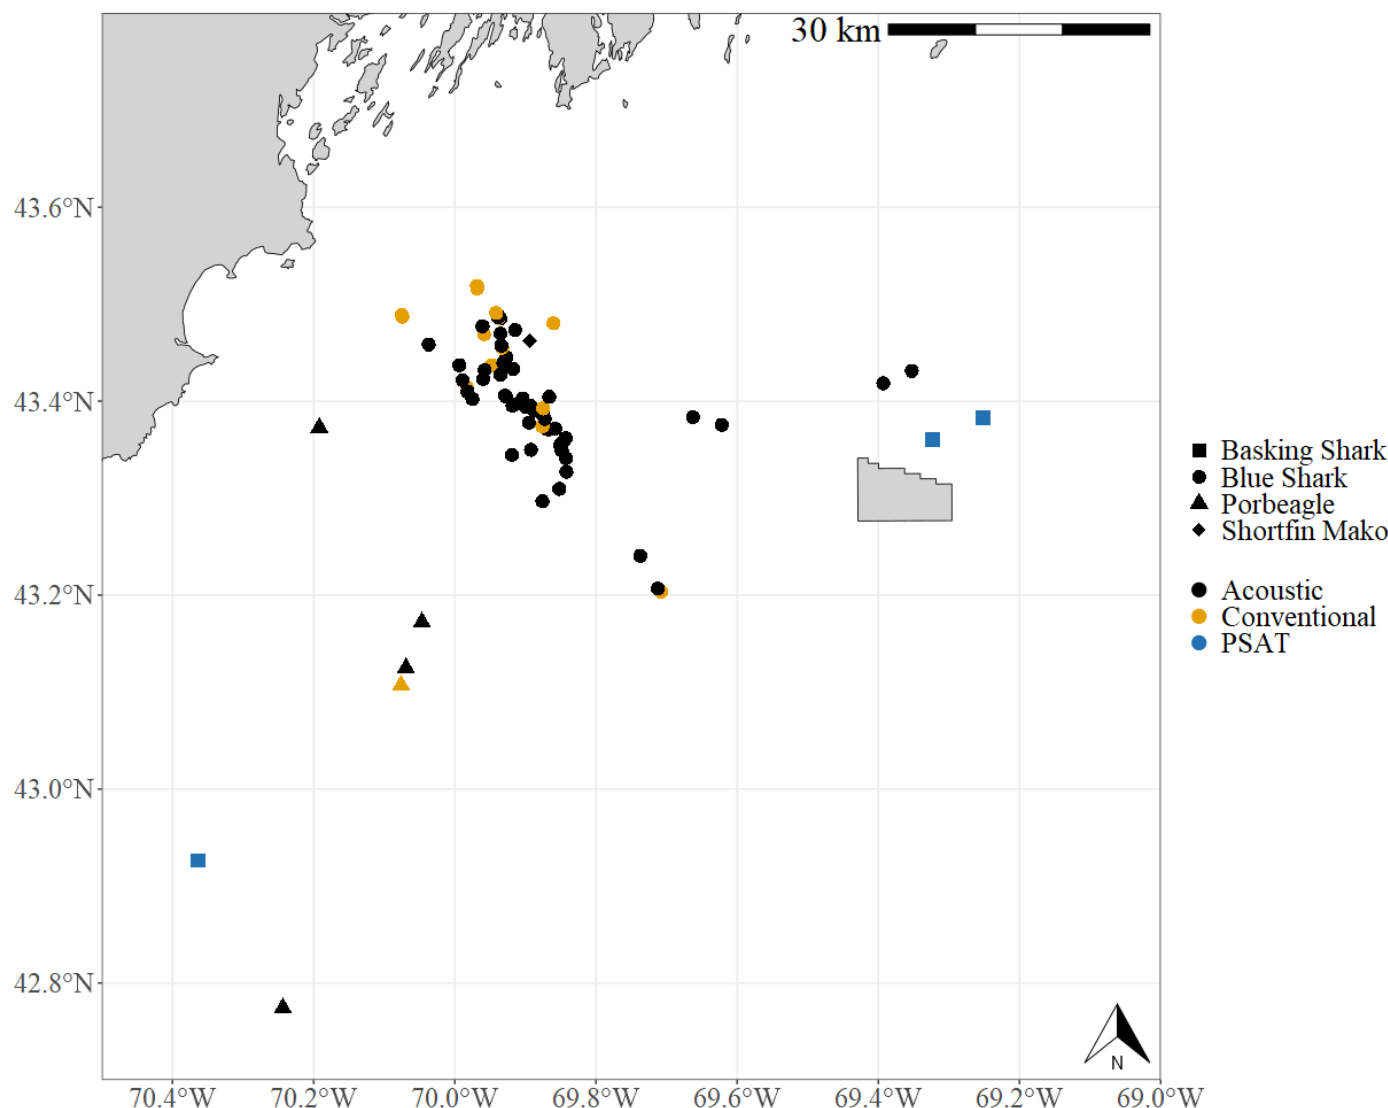 30 km
43.6°N
43.4°N
43.2°N
43.0°N
42.8°N
70.4°W 70.2°W 70.0°W 69.8°W 69.6°W 69.4°W 69.2°W 69.0°W
N
Basking Shark
Blue Shark
Porbeagle
Shortfin Mako
Acoustic
Conventional
PSAT